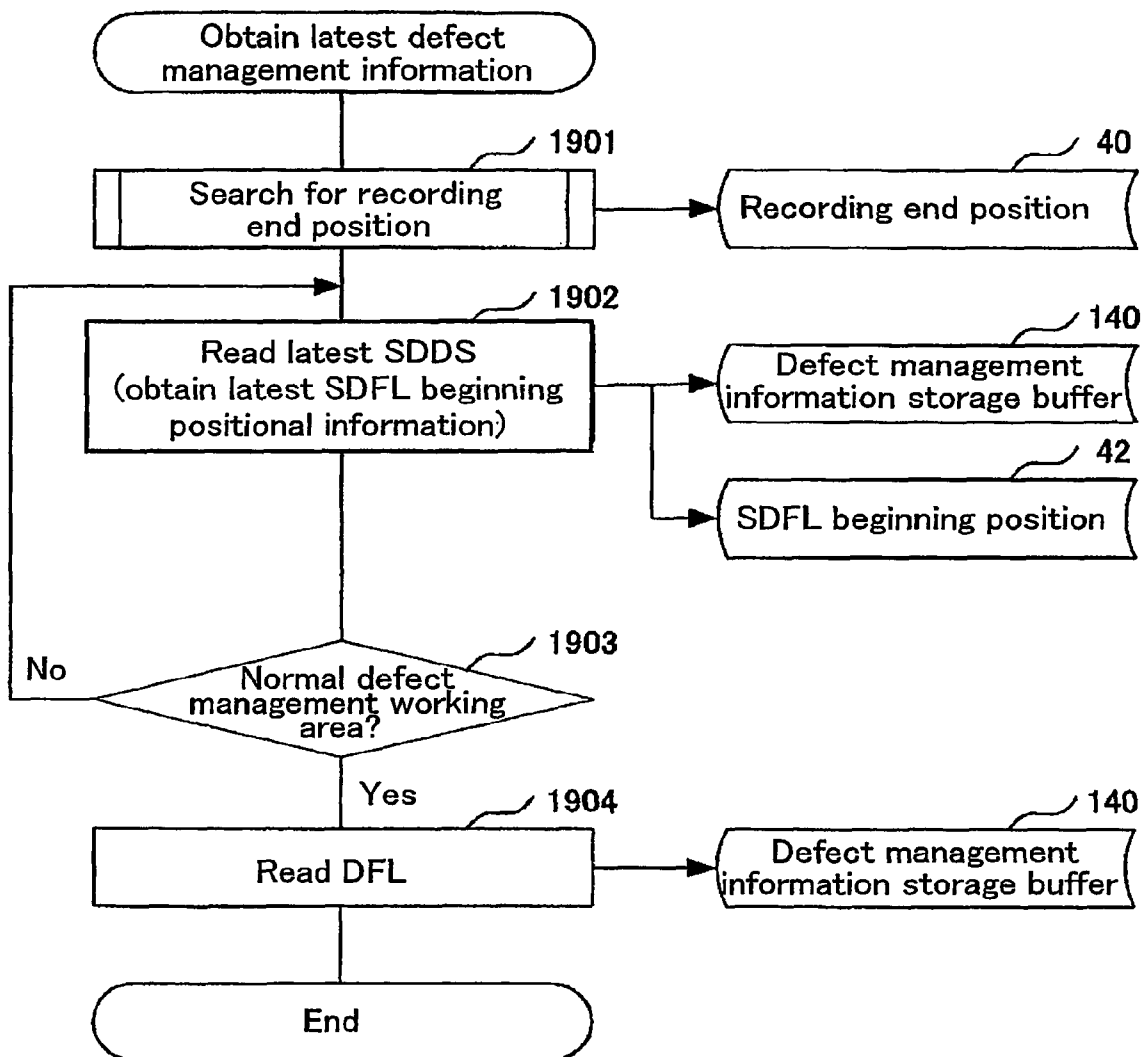 Obtain latest defect
management information
1901
Search for recording
end position
40
Recording end position
1902
Read latest SDDS
(obtain latest SDFL beginning
positional information)
140
Defect management
information storage buffer
42
SDFL beginning position
1903
No
Normal defect
management working
area?
Yes
1904
Read DFL
140
Defect management
information storage buffer
End